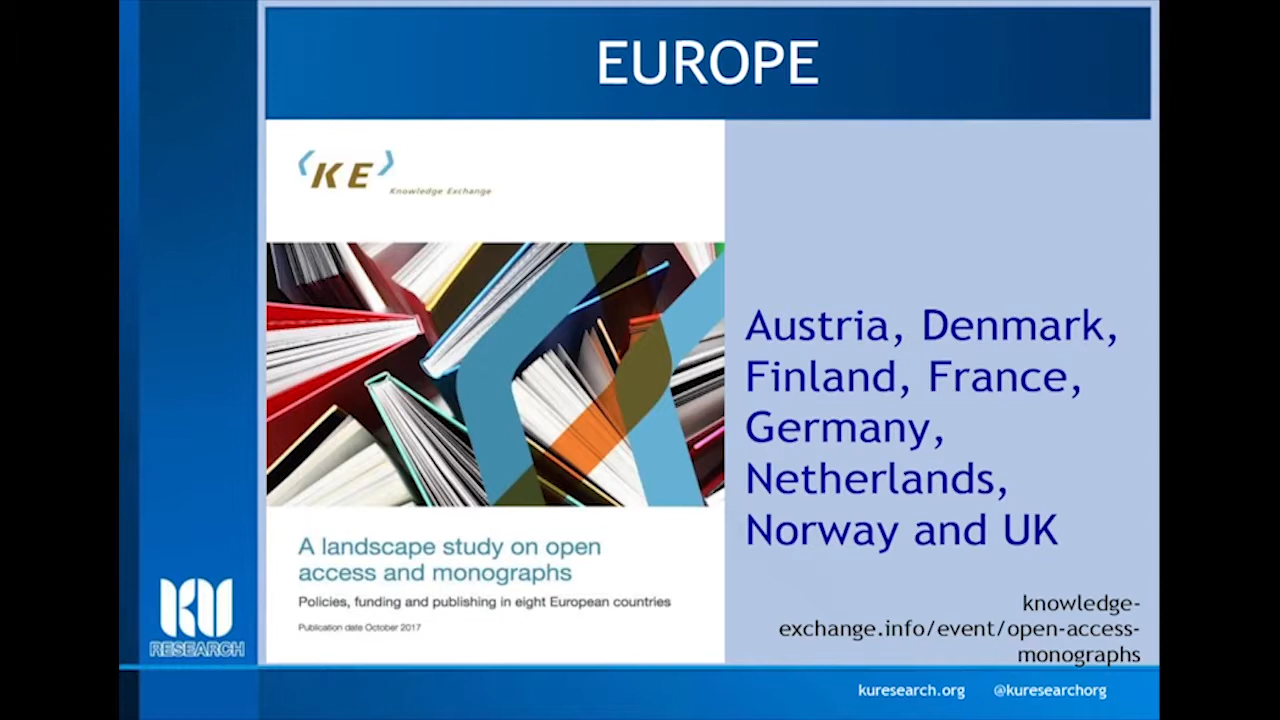 EUROPE
KE
Knowledge Exchange
A landscape study on open
access and monographs
Policies, funding and publishing in eight European countries
Publication date October 2017
Austria, Denmark,
Finland, France,
Germany,
Netherlands,
Norway and UK
knowledge-
exchange.info/event/open-access-
monographs
KU
RESEARCH
kuresearch.org @kuresearchorg